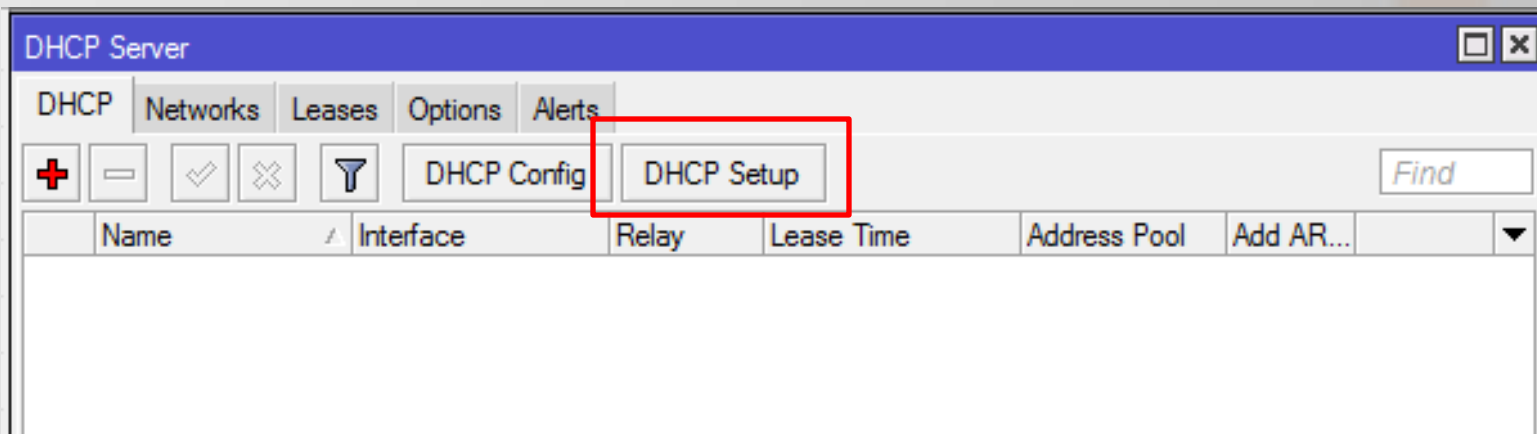 DHCP Server
DHCP Networks Leases Options Alerts
DHCP Config DHCP Setup Find
Name Interface Relay Lease Time Address Pool Add AR...